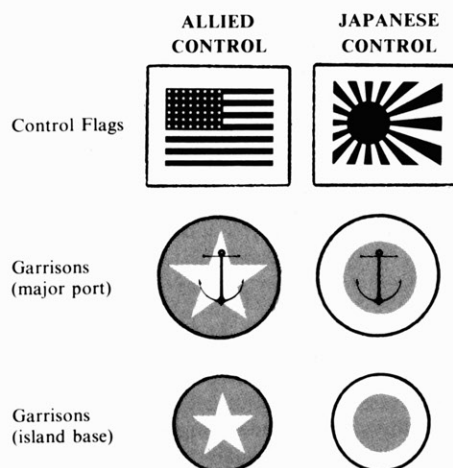 ALLIED CONTROL
JAPANESE CONTROL
Control Flags
Garrisons
(major port)
Garrisons
(island base)